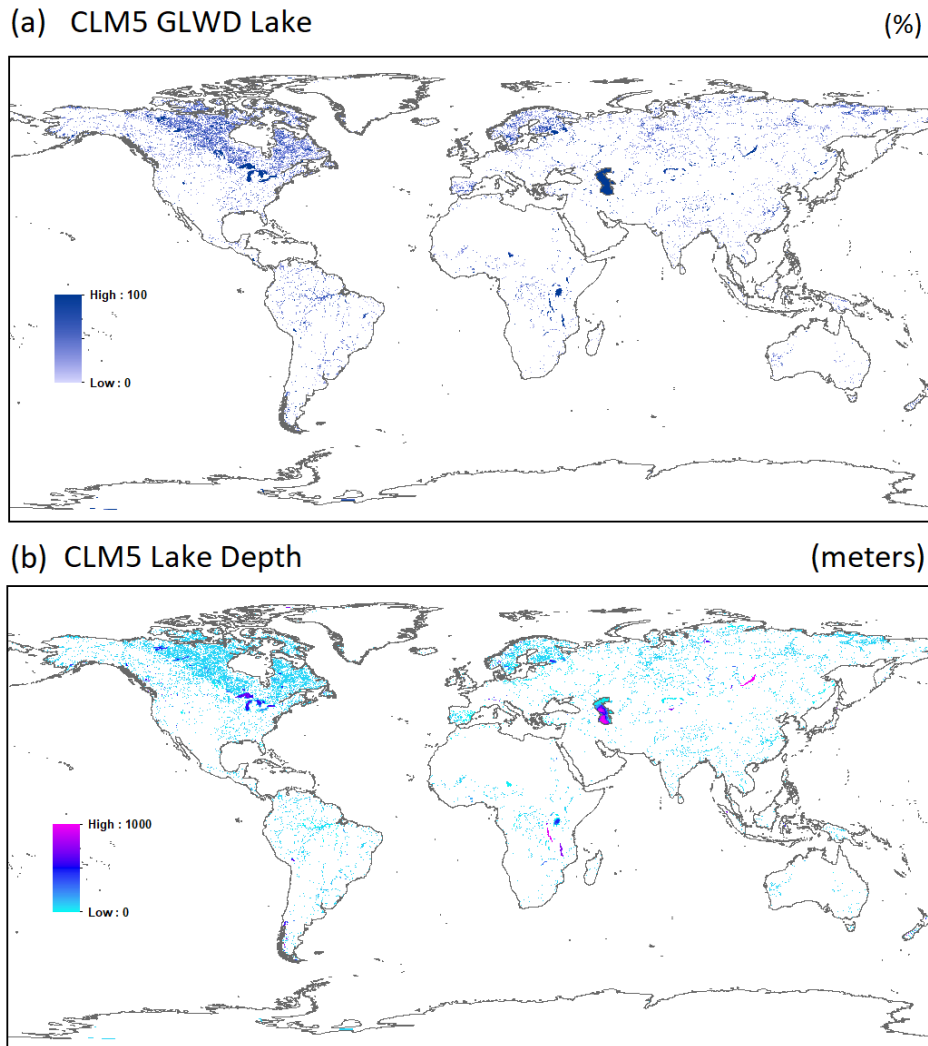 (a) CLM5 GLWD Lake (%)
High : 100
Low : 0
(b) CLM5 Lake Depth (meters)
High : 1000
Low : 0